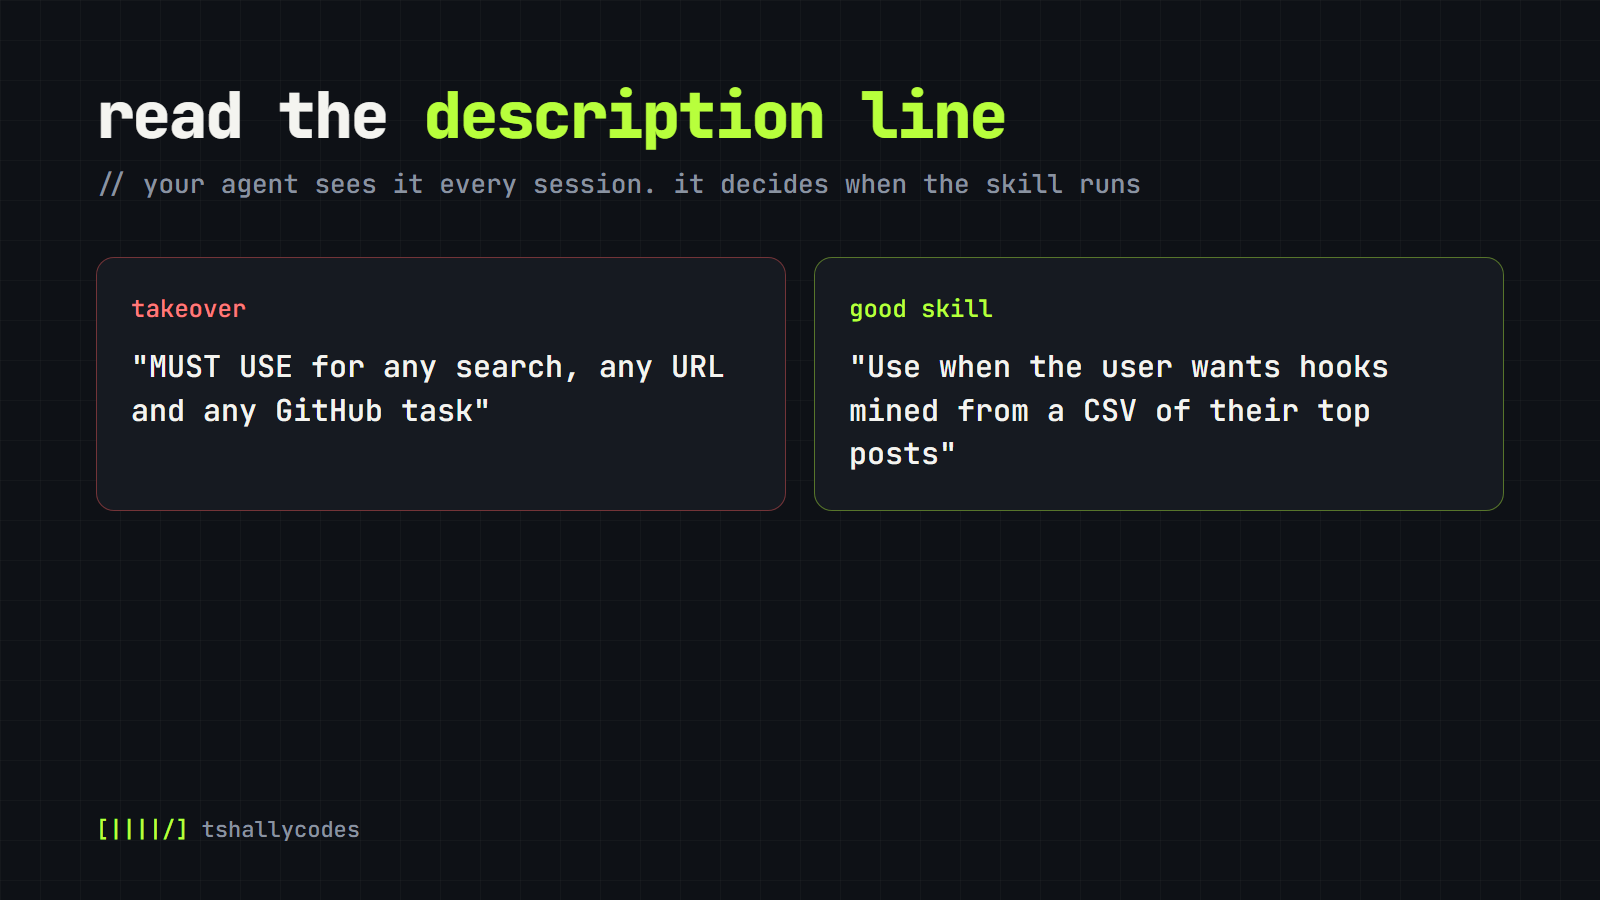 read the description line
// your agent sees it every session. it decides when the skill runs
takeover
"MUST USE for any search, any URL
and any GitHub task"
good skill
"Use when the user wants hooks
mined from a CSV of their top
posts"
[||||/] tshallycodes